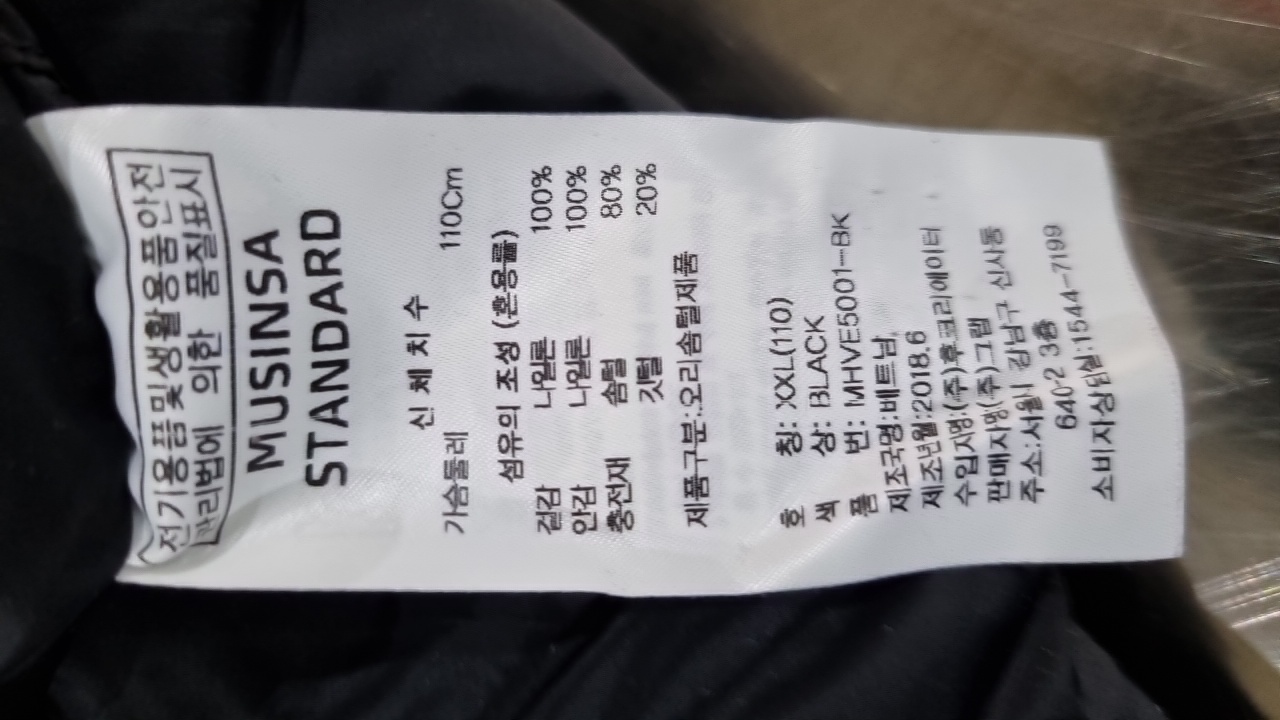 전기용품및생활용품안전
관리법에 의한 품질표시
MUSINSA
STANDARD
신 체 치 수
가슴둘레 110Cm
섬유의 조성 (혼용률)
겉감 나일론 100%
안감 나일론 100%
충전재 솜털 80%
깃털 20%
제품구분:오리솜털제품
호 칭: XXL(110)
색 상: BLACK
품 번: MHVE5001-BK
제조국명:베트남
제조년월:2018.6
수입자명:(주)후코리에이터
판매자명(주)그랩
주소:서울시 강남구 신사동
640-2 3층
소비자상담실:1544-7199